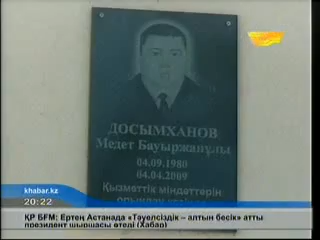 ДОСЫМХАНОВ
Медет Бауыржанұлы
04.09.1980
04.04.2009
Қызметтік міндеттерін
khabar.kz
20:22
ҚР БҒМ: Ертең Астанада «Тәуелсіздік – алтын бесік» атты
президент шыршасы өтеді (Хабар)